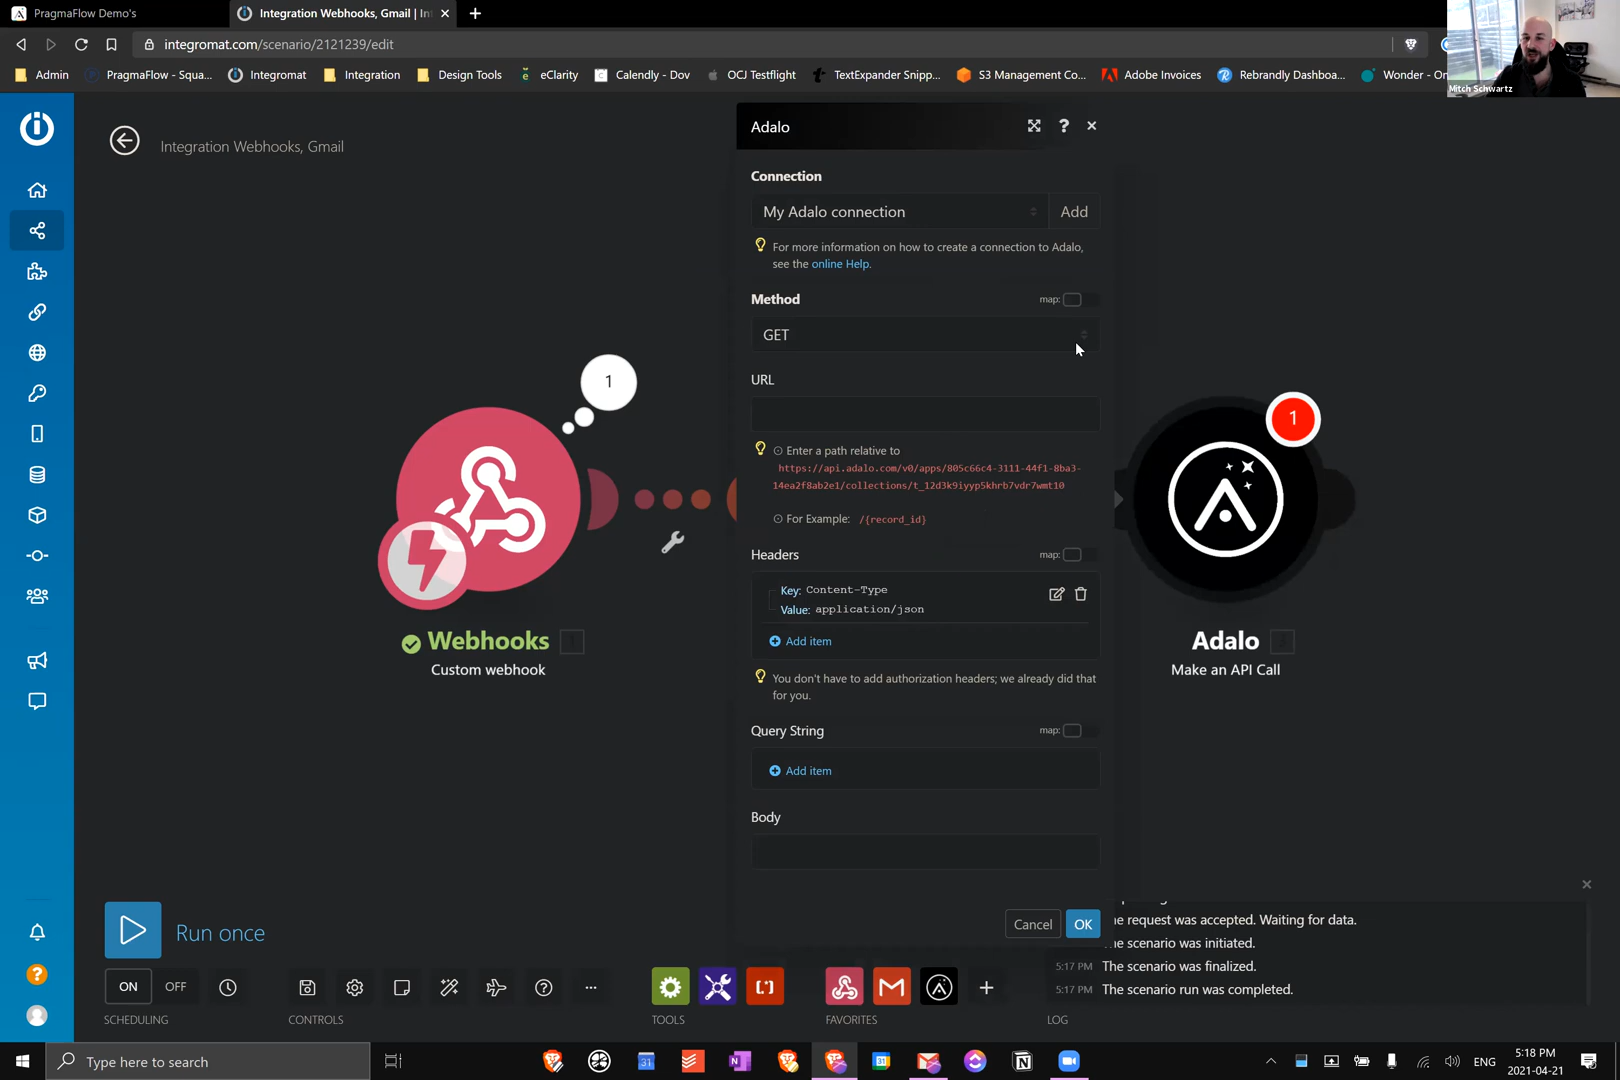 PragmaFlow Demo's
Integration Webhooks, Gmail | In
integromat.com/scenario/2121239/edit
Admin
PragmaFlow - Squa...
Integromat
Integration
Design Tools
eClarity
Calendly - Dov
OCJ Testflight
TextExpander Snipp...
S3 Management Co...
Adobe Invoices
Rebrandly Dashboa...
Wonder - On
Mitch Schwartz
Integration Webhooks, Gmail
Adalo
Connection
My Adalo connection
Add
For more information on how to create a connection to Adalo,
see the online Help.
Method
map:
GET
URL
Enter a path relative to
https://api.adalo.com/v0/apps/805c66c4-3111-44f1-8ba3-
14ea2f8ab2e1/collections/t_12d3k9iyyp5khrb7vdr7wmt10
For Example: /{record_id}
Headers
map:
Key: Content-Type
Value: application/json
Add item
You don't have to add authorization headers; we already did that
for you.
Query String
map:
Add item
Body
Cancel
OK
1
Webhooks
Custom webhook
1
Adalo
Make an API Call
Run once
ON
OFF
SCHEDULING
CONTROLS
TOOLS
FAVORITES
LOG
he request was accepted. Waiting for data.
he scenario was initiated.
5:17 PM The scenario was finalized.
5:17 PM The scenario run was completed.
Type here to search
31
ENG
5:18 PM
2021-04-21